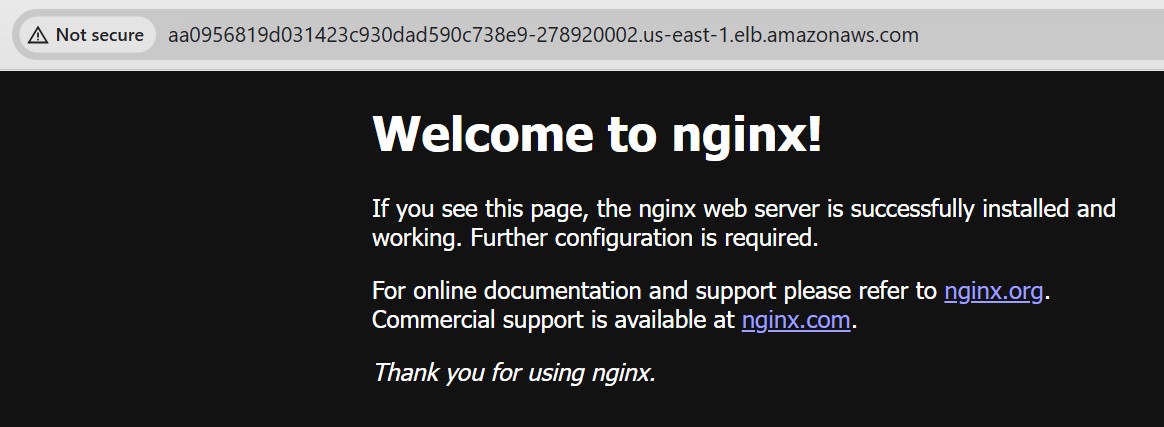 Not secure aa0956819d031423c930dad590c738e9-278920002.us-east-1.elb.amazonaws.com
Welcome to nginx!
If you see this page, the nginx web server is successfully installed and
working. Further configuration is required.
For online documentation and support please refer to nginx.org.
Commercial support is available at nginx.com.
Thank you for using nginx.